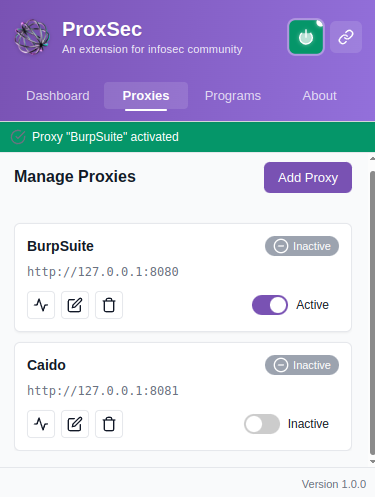 ProxSec
An extension for infosec community
Dashboard Proxies Programs About
Proxy "BurpSuite" activated
Manage Proxies Add Proxy
BurpSuite Inactive
http://127.0.0.1:8080
Active
Caido Inactive
http://127.0.0.1:8081
Inactive
Version 1.0.0